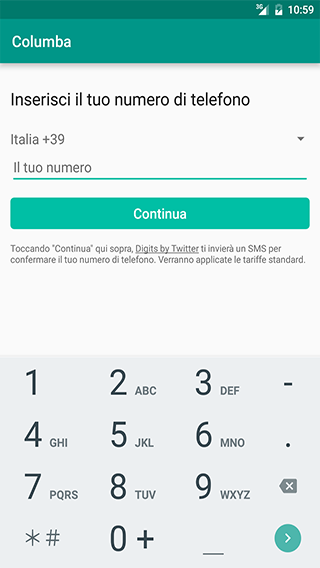 3G 10:59
Columba
Inserisci il tuo numero di telefono
Italia +39
Il tuo numero
Continua
Toccando "Continua" qui sopra, Digits by Twitter ti invierà un SMS per
confermare il tuo numero di telefono. Verranno applicate le tariffe standard.
1 2 ABC 3 DEF -
4 GHI 5 JKL 6 MNO .
7 PQRS 8 TUV 9 WXYZ
*# 0 + _